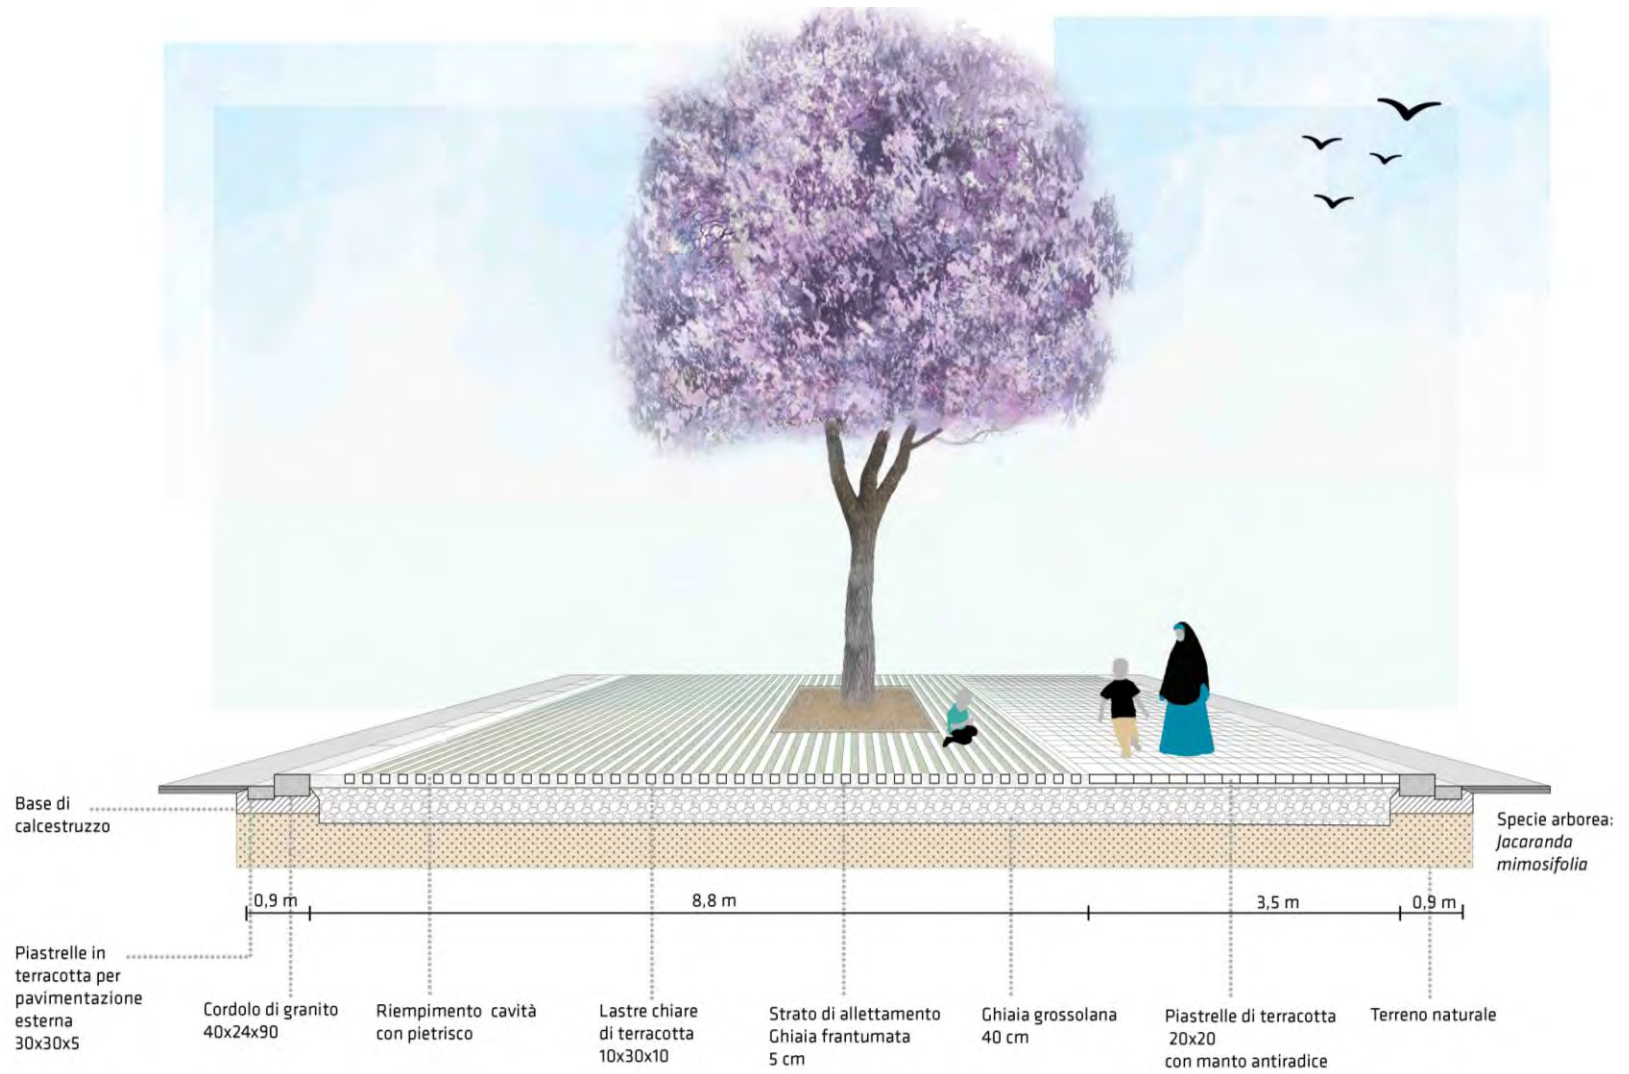 Base di
calcestruzzo
Specie arborea:
Jacaranda
mimosifolia
0,9 m
8,8 m
3,5 m
0,9 m
Piastrelle in
terracotta per
pavimentazione
esterna
30x30x5
Cordolo di granito
40x24x90
Riempimento cavità
con pietrisco
Lastre chiare
di terracotta
10x30x10
Strato di allettamento
Ghiaia frantumata
5 cm
Ghiaia grossolana
40 cm
Piastrelle di terracotta
20x20
con manto antiradice
Terreno naturale